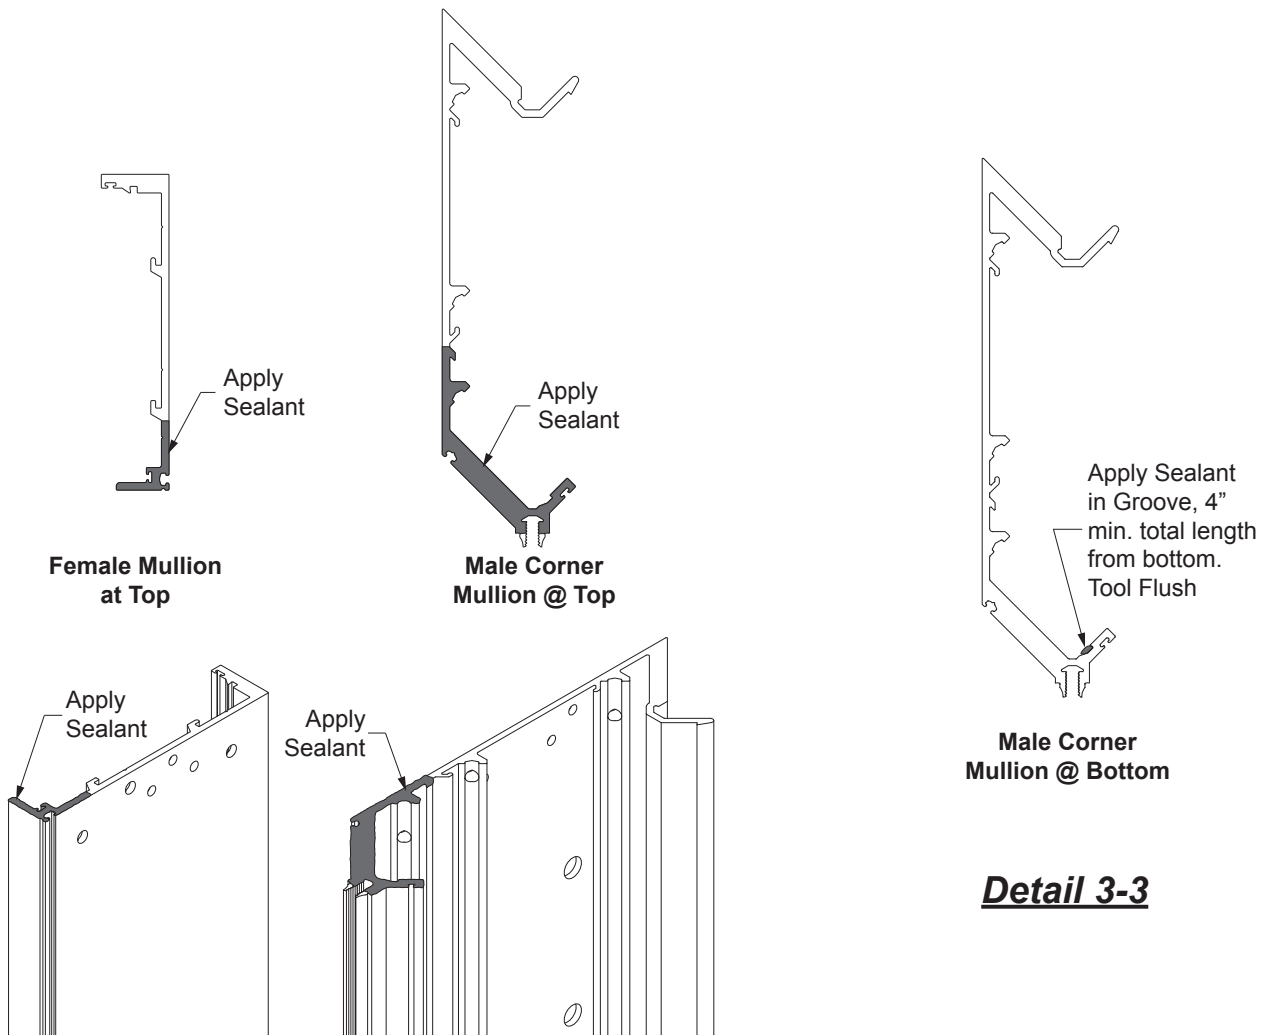 Apply
Sealant
Female Mullion
at Top
Apply
Sealant
Male Corner
Mullion @ Top
Apply Sealant
in Groove, 4”
min. total length
from bottom.
Tool Flush
Male Corner
Mullion @ Bottom
Apply
Sealant
Apply
Sealant
Detail 3-3